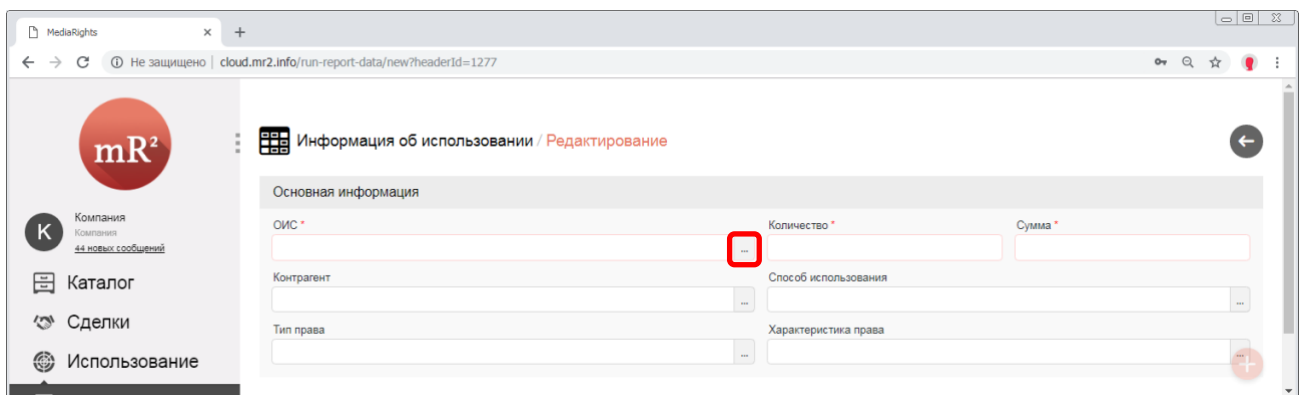 MediaRights
Не защищено | cloud.mr2.info/run-report-data/new?headerId=1277
mR²
Информация об использовании / Редактирование
Основная информация
K
Компания
Компания
44 новых сообщений
ОИС *
Количество *
Сумма *
...
Каталог
Контрагент
Способ использования
...
...
Сделки
Тип права
Характеристика права
...
...
Использование